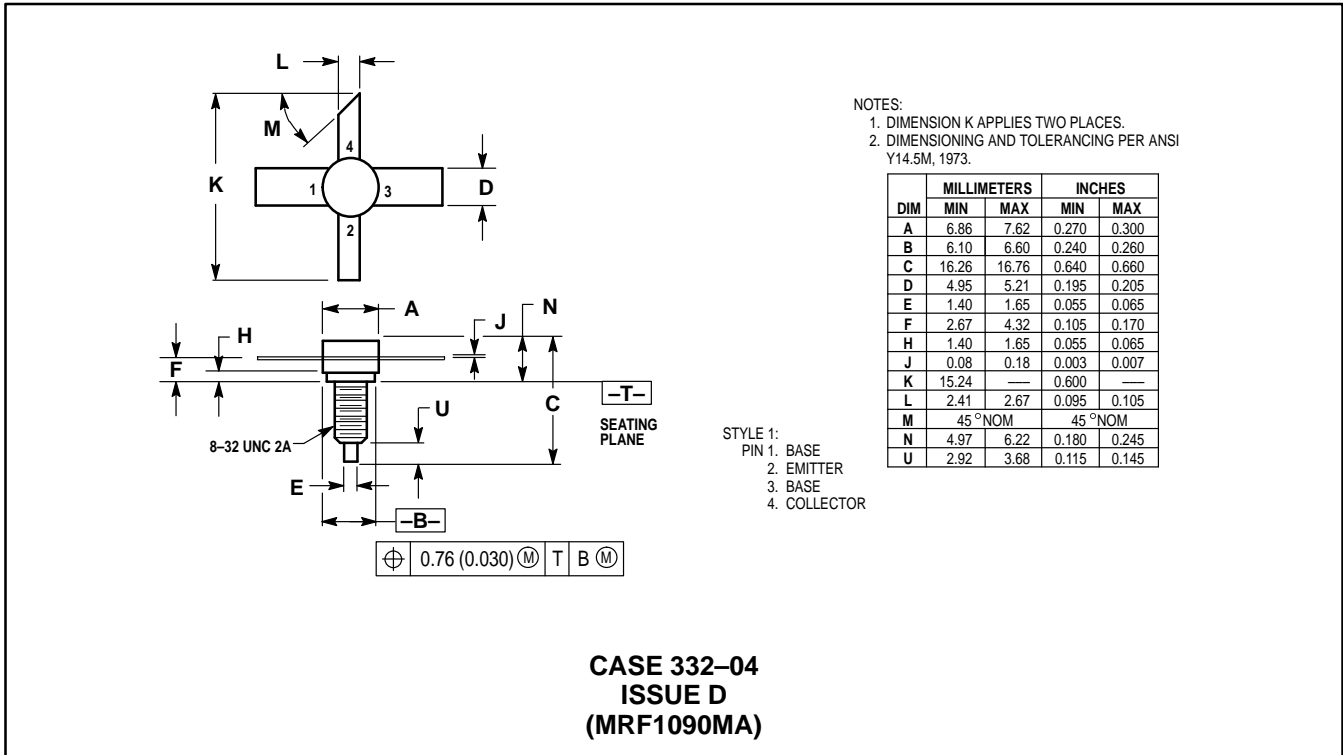 L
M
K
4
1
3
D
2
A
N
J
H
F
C
U
–T–
SEATING
PLANE
8–32 UNC 2A
E
–B–
⌖ 0.76 (0.030) Ⓜ T B Ⓜ
NOTES:
1. DIMENSION K APPLIES TWO PLACES.
2. DIMENSIONING AND TOLERANCING PER ANSI
Y14.5M, 1973.
MILLIMETERS INCHES
DIM MIN MAX MIN MAX
A 6.86 7.62 0.270 0.300
B 6.10 6.60 0.240 0.260
C 16.26 16.76 0.640 0.660
D 4.95 5.21 0.195 0.205
E 1.40 1.65 0.055 0.065
F 2.67 4.32 0.105 0.170
H 1.40 1.65 0.055 0.065
J 0.08 0.18 0.003 0.007
K 15.24 –– 0.600 ––
L 2.41 2.67 0.095 0.105
M 45 °NOM 45 °NOM
N 4.97 6.22 0.180 0.245
U 2.92 3.68 0.115 0.145
STYLE 1:
PIN 1. BASE
2. EMITTER
3. BASE
4. COLLECTOR
CASE 332–04
ISSUE D
(MRF1090MA)